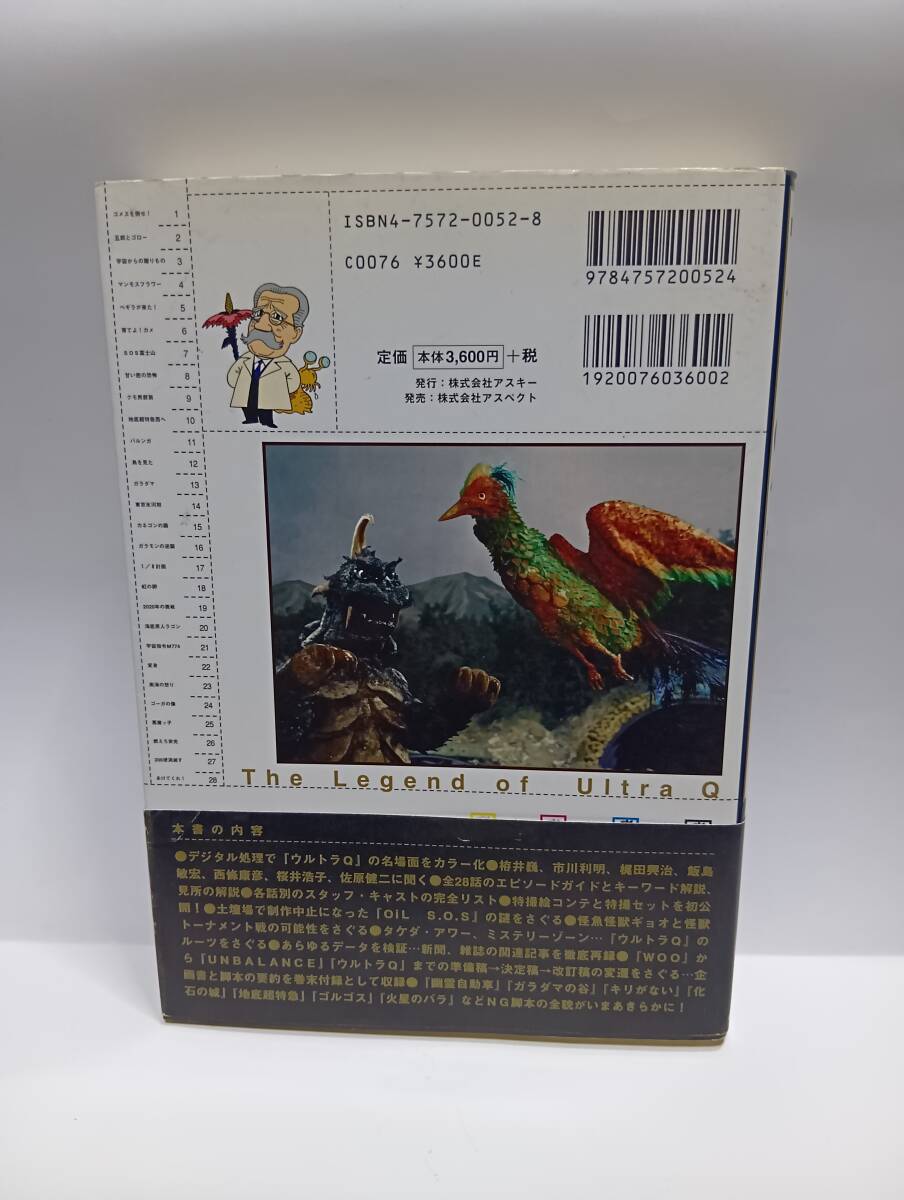 ゴメスを倒せ! 1
五郎とゴロー 2
宇宙からの贈りもの 3
マンモスフラワー 4
ペギラが来た! 5
育てよ!カメ 6
SOS富士山 7
甘い蜜の恐怖 8
クモ男爵 9
地底超特急西へ 10
バルンガ 11
鳥を見た 12
ガラダマ 13
東京氷河期 14
カネゴンの繭 15
ガラモンの逆襲 16
1/8計画 17
虹の卵 18
2020年の挑戦 19
海底原人ラゴン 20
宇宙指令M774 21
変身 22
南海の怒り 23
ゴーガの像 24
悪魔ッ子 25
燃えろ栄光 26
206便消滅す 27
あけてくれ! 28
ISBN4-7572-0052-8
C0076 ¥3600E
9784757200524
定価 本体3,600円 +税
発行:株式会社アスキー
発売:株式会社アスペクト
1920076036002
The Legend of Ultra Q
本書の内容
●デジタル処理で『ウルトラQ』の名場面をカラー化●栫井巍、市川利明、梶田興治、飯島
敏宏、西條康彦、桜井浩子、佐原健二に聞く●全28話のエピソードガイドとキーワード解説、
見所の解説●各話別のスタッフ・キャストの完全リスト●特撮絵コンテと特撮セットを初公
開!●土壇場で制作中止になった「OiL S.O.S」の謎をさぐる●怪魚怪獣ギョオと怪獣
トーナメント戦の可能性をさぐる●タケダ・アワー、ミステリーゾーン…『ウルトラQ』の
ルーツをさぐる●あらゆるデータを検証…新聞、雑誌の関連記事を徹底再録●『WOO』か
ら『UNBALANCE』『ウルトラQ』までの準備稿→決定稿→改訂稿の変遷をさぐる…企
画書と脚本の要約を巻末付録として収録●「幽霊自動車」「ガラダマの谷」「キリがない」「化
石の城」「地底超特急」「ゴルゴス」「火星のバラ」などNG脚本の全貌がいまあきらかに!